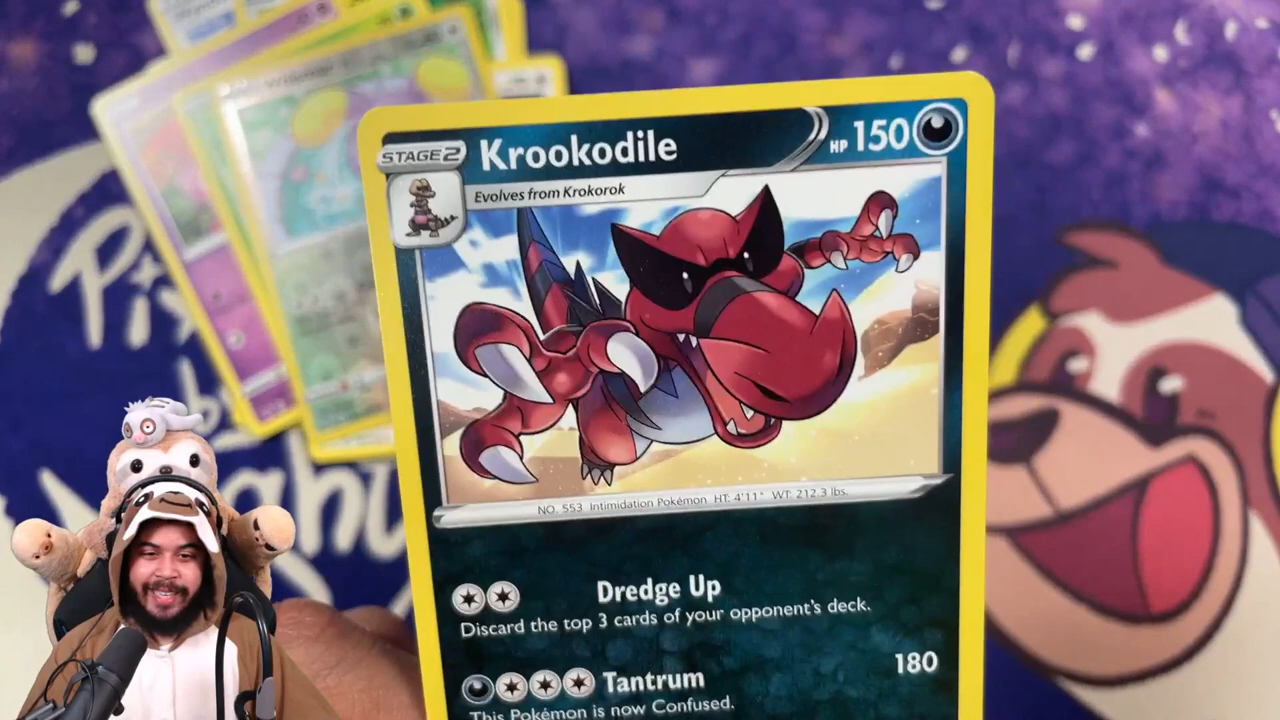 STAGE2
Krookodile
HP 150
Evolves from Krokorok
NO. 553 Intimidation Pokémon HT: 4'11" WT: 212.3 lbs.
Dredge Up
Discard the top 3 cards of your opponent's deck.
Tantrum 180
This Pokémon is now Confused.
by